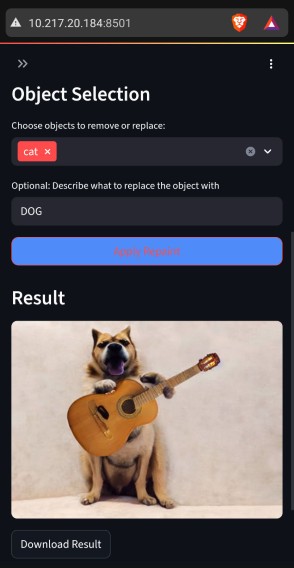 10.217.20.184:8501
Object Selection
Choose objects to remove or replace:
cat ×
Optional: Describe what to replace the object with
DOG
Apply Repaint
Result
Download Result